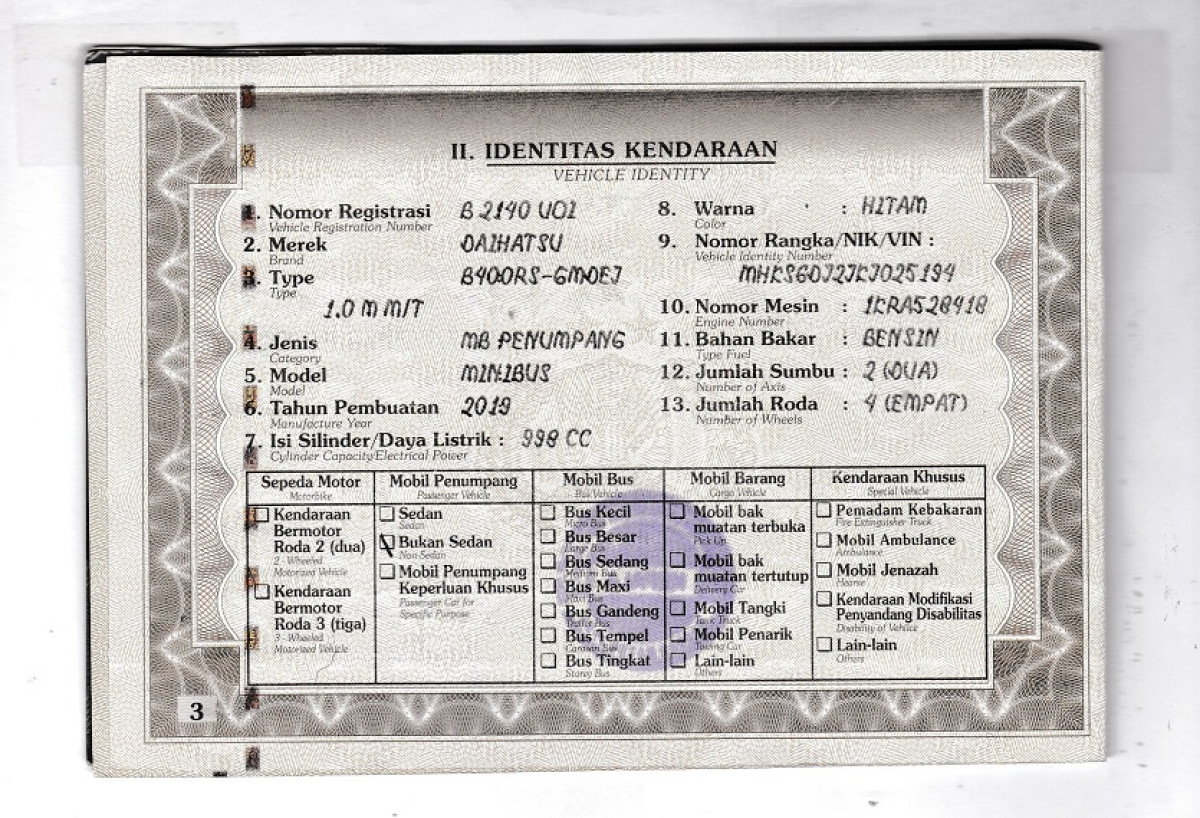 II. IDENTITAS KENDARAAN
VEHICLE IDENTITY
1. Nomor Registrasi B 2140 UOI
Vehicle Registration Number
2. Merek DAIHATSU
Brand
3. Type B400RS-GMDEJ
Type
1.0 M M/T
4. Jenis MB PENUMPANG
Category
5. Model MINIBUS
Model
6. Tahun Pembuatan 2019
Manufacture Year
7. Isi Silinder/Daya Listrik : 998 CC
Cylinder Capacity/Electrical Power
8. Warna : HITAM
Color
9. Nomor Rangka/NIK/VIN :
Vehicle Identity Number
MHKS6DJ2JKJ025194
10. Nomor Mesin : 1KRA528418
Engine Number
11. Bahan Bakar : BENSIN
Type Fuel
12. Jumlah Sumbu : 2 (DUA)
Number of Axis
13. Jumlah Roda : 4 (EMPAT)
Number of Wheels
Sepeda Motor
Motorbike
Kendaraan
Bermotor
Roda 2 (dua)
2 - Wheeled
Motorized Vehicle
Kendaraan
Bermotor
Roda 3 (tiga)
3 - Wheeled
Motorized Vehicle
Mobil Penumpang
Passenger Vehicle
Sedan
Sedan
Bukan Sedan
Non-Sedan
Mobil Penumpang
Keperluan Khusus
Passenger Car for
Specific Purpose
Mobil Bus
Bus Vehicle
Bus Kecil
Micro Bus
Bus Besar
Large Bus
Bus Sedang
Medium Bus
Bus Maxi
Maxi Bus
Bus Gandeng
Trailer Bus
Bus Tempel
Caravan Bus
Bus Tingkat
Storey Bus
Mobil Barang
Cargo Vehicle
Mobil bak
muatan terbuka
Pick Up
Mobil bak
muatan tertutup
Delivery Car
Mobil Tangki
Tank Truck
Mobil Penarik
Towing Car
Lain-lain
Others
Kendaraan Khusus
Special Vehicle
Pemadam Kebakaran
Fire Extinguisher Truck
Mobil Ambulance
Ambulance
Mobil Jenazah
Hearse
Kendaraan Modifikasi
Penyandang Disabilitas
Disability of Vehicle
Lain-lain
Others
3